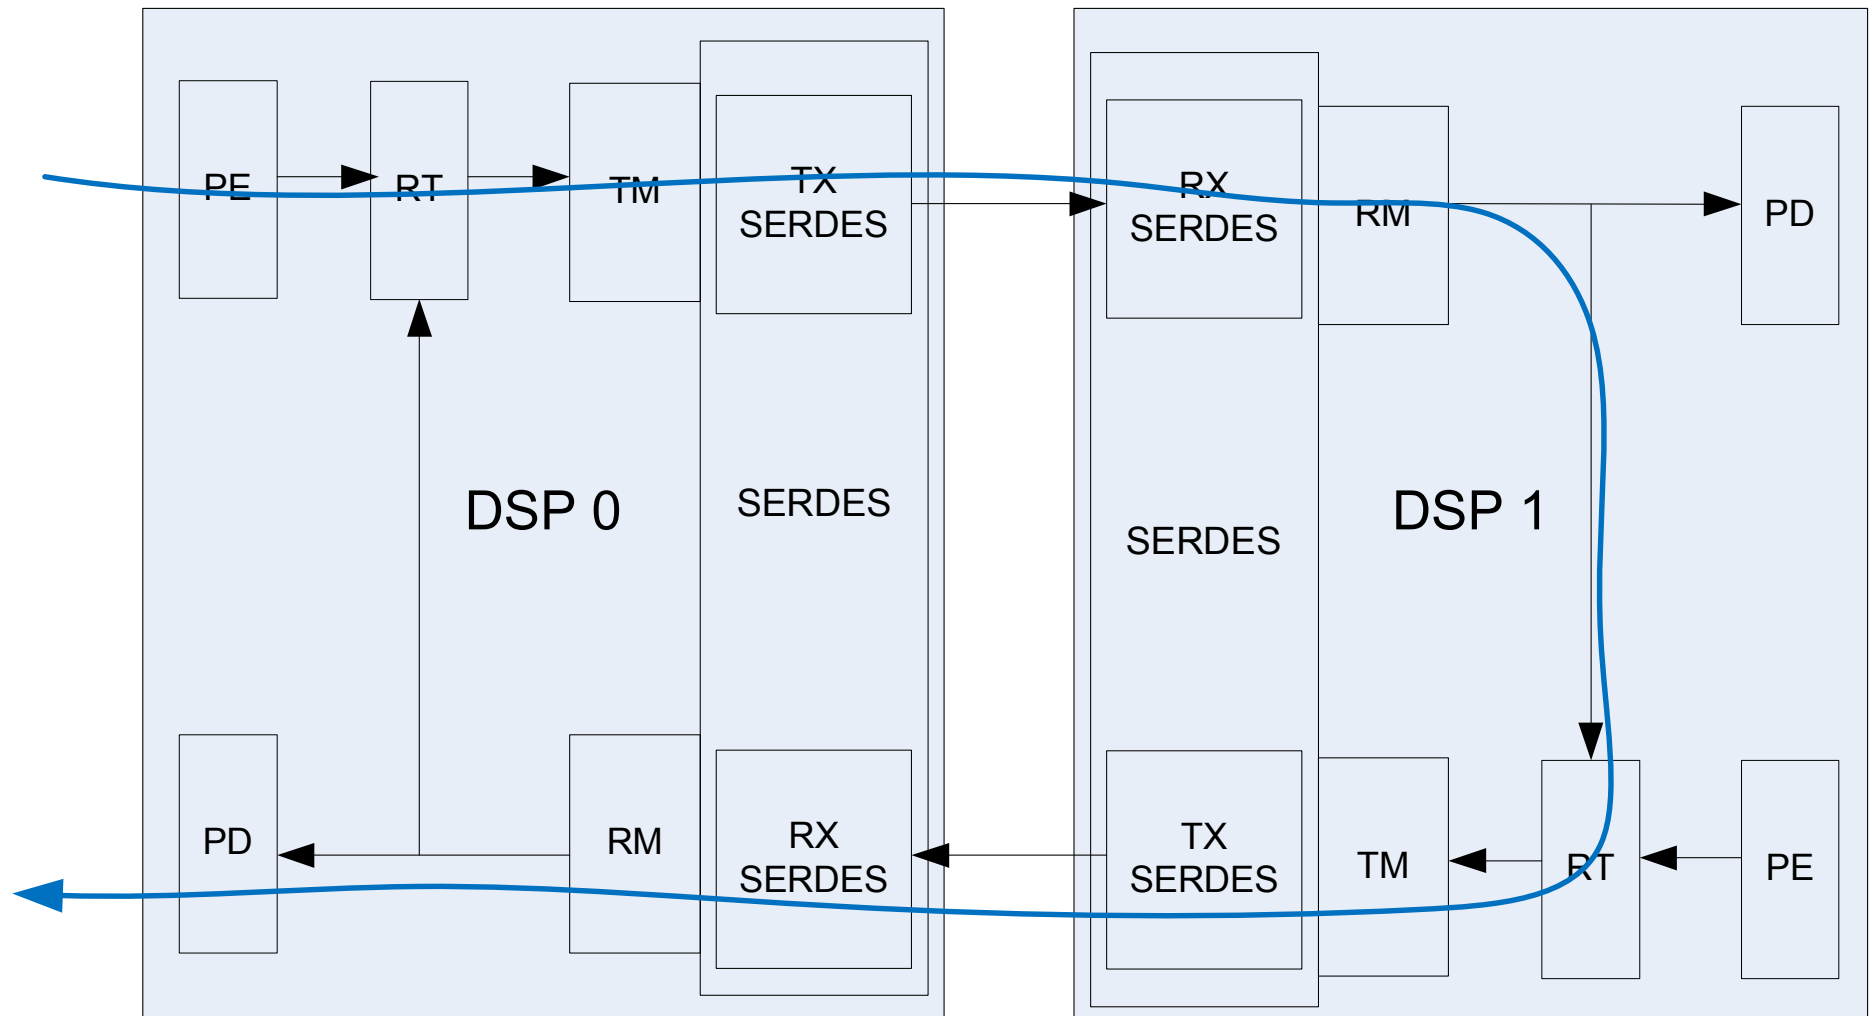 PE
RT
TM
TX
SERDES
RX
SERDES
RM
PD
DSP 0
SERDES
SERDES
DSP 1
PD
RM
RX
SERDES
TX
SERDES
TM
RT
PE